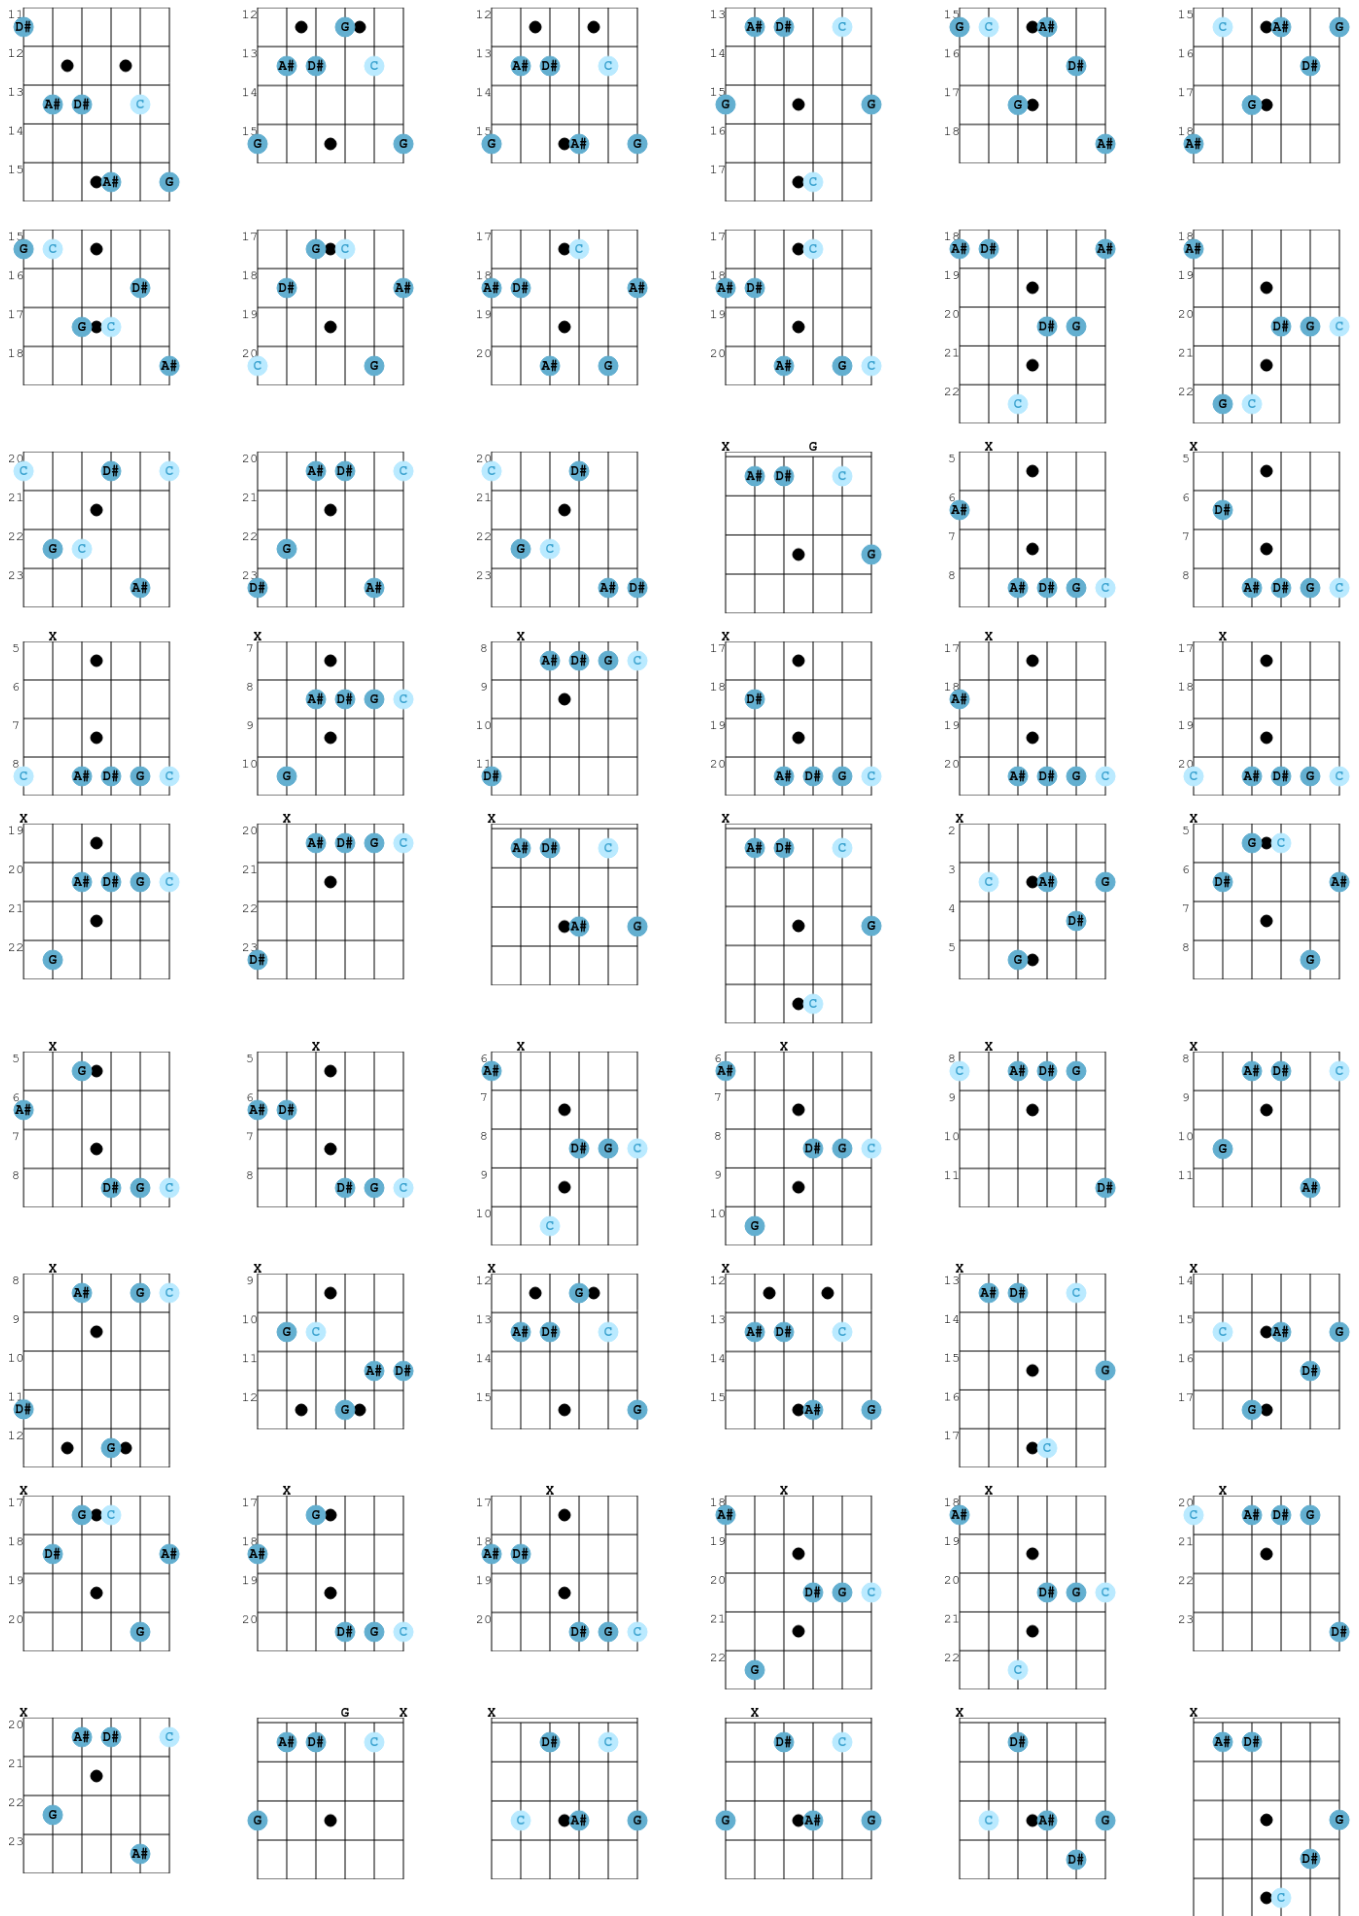 11
D#
12
13
A# D# C
14
15
A# G
12
G
13
A# D# C
14
15
G G
12
13
A# D# C
14
15
G A# G
13
A# D# C
14
15
G G
16
17
C
15
G C A#
16
D#
17
G
18
A#
15
C A# G
16
D#
17
G
18
A#
15
G C
16
D#
17
G C
18
A#
17
G C
18
D# A#
19
20
C G
17
C
18
A# D# A#
19
20
A# G
17
C
18
A# D#
19
20
A# G C
18
A# D# A#
19
20
D# G
21
22
C
18
A#
19
20
D# G C
21
22
G C
20
C D# C
21
22
G C
23
A#
20
A# D# C
21
22
G
23
D# A#
20
C D#
21
22
G C
23
A# D#
X G
A# D# C
G
X
5
6
A#
7
8
A# D# G C
X
5
6
D#
7
8
A# D# G C
X
5
6
7
8
C A# D# G C
X
7
8
A# D# G C
9
10
G
X
8
A# D# G C
9
10
11
D#
X
17
18
D#
19
20
A# D# G C
X
17
18
A#
19
20
A# D# G C
X
17
18
19
20
C A# D# G C
X
19
20
A# D# G C
21
22
G
X
20
A# D# G C
21
22
23
D#
X
A# D# C
A# G
X
A# D# C
G
C
X
2
3
C A# G
4
D#
5
G
X
5
G C
6
D# A#
7
8
G
X
5
G
6
A#
7
8
D# G C
X
5
6
A# D#
7
8
D# G C
X
6
A#
7
8
D# G C
9
10
C
X
6
A#
7
8
D# G C
9
10
G
X
8
C A# D# G
9
10
11
D#
X
8
A# D# C
9
10
G
11
A#
X
8
A# G C
9
10
11
D#
12
G
X
9
10
G C
11
A# D#
12
G
X
12
G
13
A# D# C
14
15
G
X
12
13
A# D# C
14
15
A# G
X
13
A# D# C
14
15
G
16
17
C
X
14
15
C A# G
16
D#
17
G
X
17
G C
18
D# A#
19
20
G
X
17
G
18
A#
19
20
D# G C
X
17
18
A# D#
19
20
D# G C
X
18
A#
19
20
D# G C
21
22
G
X
18
A#
19
20
D# G C
21
22
C
X
20
C A# D# G
21
22
23
D#
X
20
A# D# C
21
22
G
23
A#
G X
A# D# C
G
X
D# C
C A# G
X
D# C
G A# G
X
D#
C A# G
D#
X
A# D#
G
D#
C